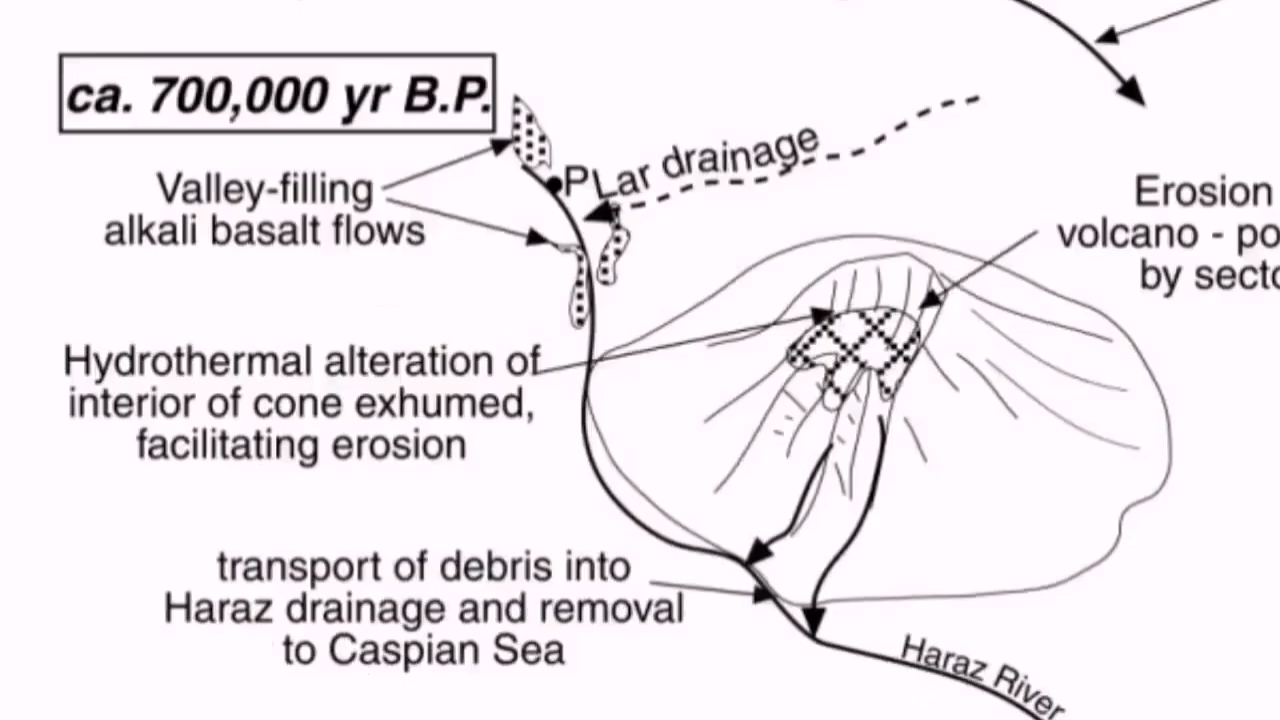 ca. 700,000 yr B.P.
P
Lar drainage
Valley-filling
alkali basalt flows
Erosion
volcano - po
by secto
Hydrothermal alteration of
interior of cone exhumed,
facilitating erosion
transport of debris into
Haraz drainage and removal
to Caspian Sea
Haraz River